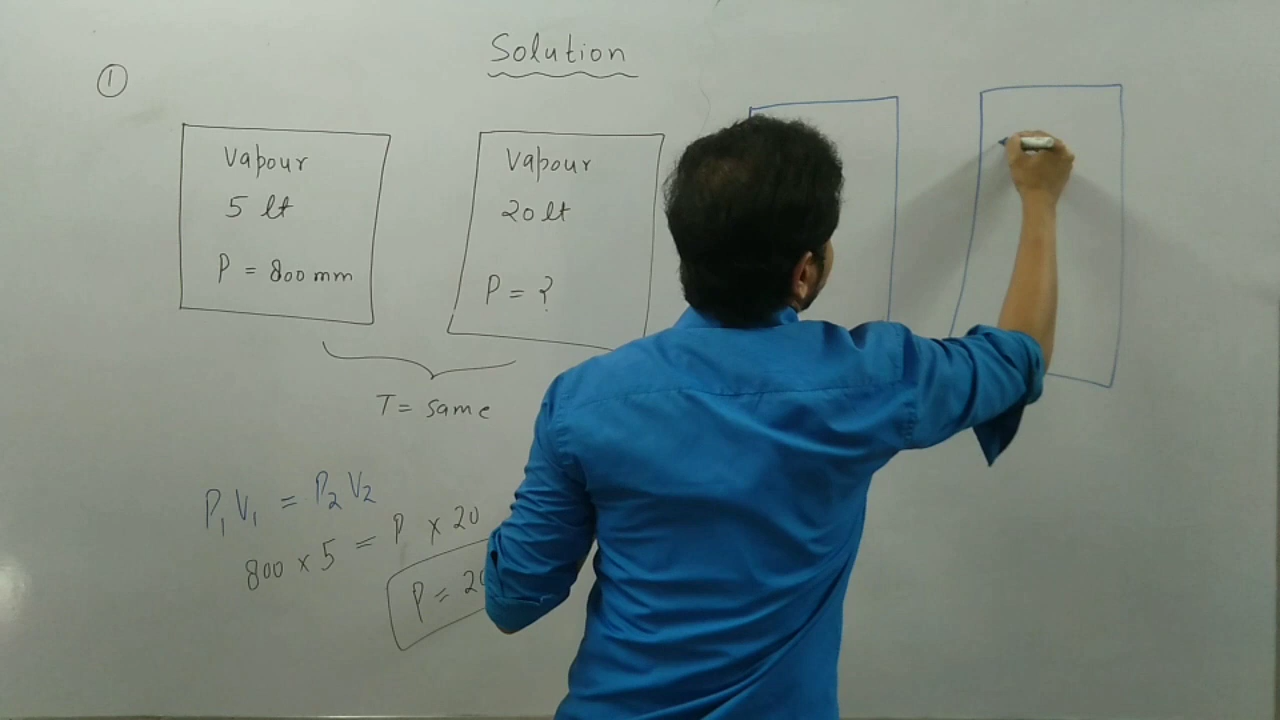 Solution
①
Vapour
5 lt
P = 800 mm
Vapour
20 lt
P = ?
T = same
P₁V₁ = P₂V₂
800 × 5 = P × 20
P = 20